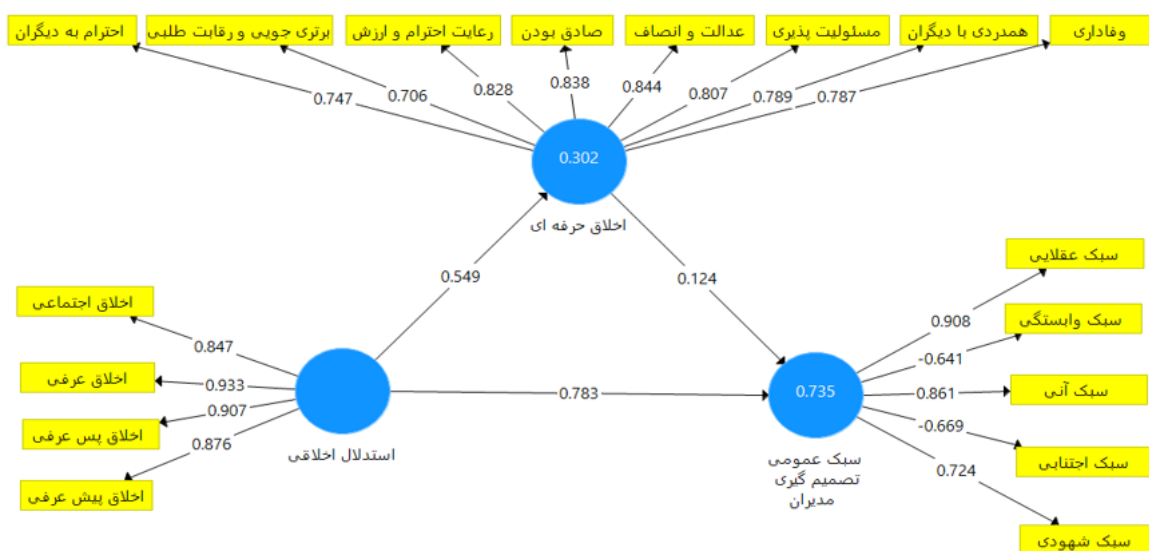 وفاداری
همدردی با دیگران
مسئولیت پذیری
عدالت و انصاف
صادق بودن
رعایت احترام و ارزش
برتری جویی و رقابت طلبی
احترام به دیگران
0.747
0.706
0.828
0.838
0.844
0.807
0.789
0.787
0.302
اخلاق حرفه ای
0.549
0.124
سبک عقلایی
سبک وابستگی
سبک آنی
سبک اجتنابی
سبک شهودی
0.908
-0.641
0.861
-0.669
0.724
0.735
سبک عمومی
تصمیم گیری
مدیران
0.783
استدلال اخلاقی
اخلاق اجتماعی
اخلاق عرفی
اخلاق پس عرفی
اخلاق پیش عرفی
0.847
0.933
0.907
0.876